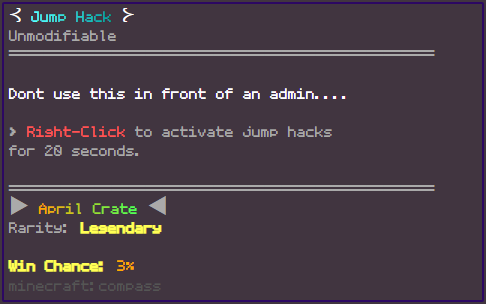 ≺ Jump Hack ≻
Unmodifiable
Dont use this in front of an admin....
> Right-Click to activate Jump hacks
for 20 seconds.
▶ April Crate ◀
Rarity: Legendary
Win Chance: 3%
minecraft:compass